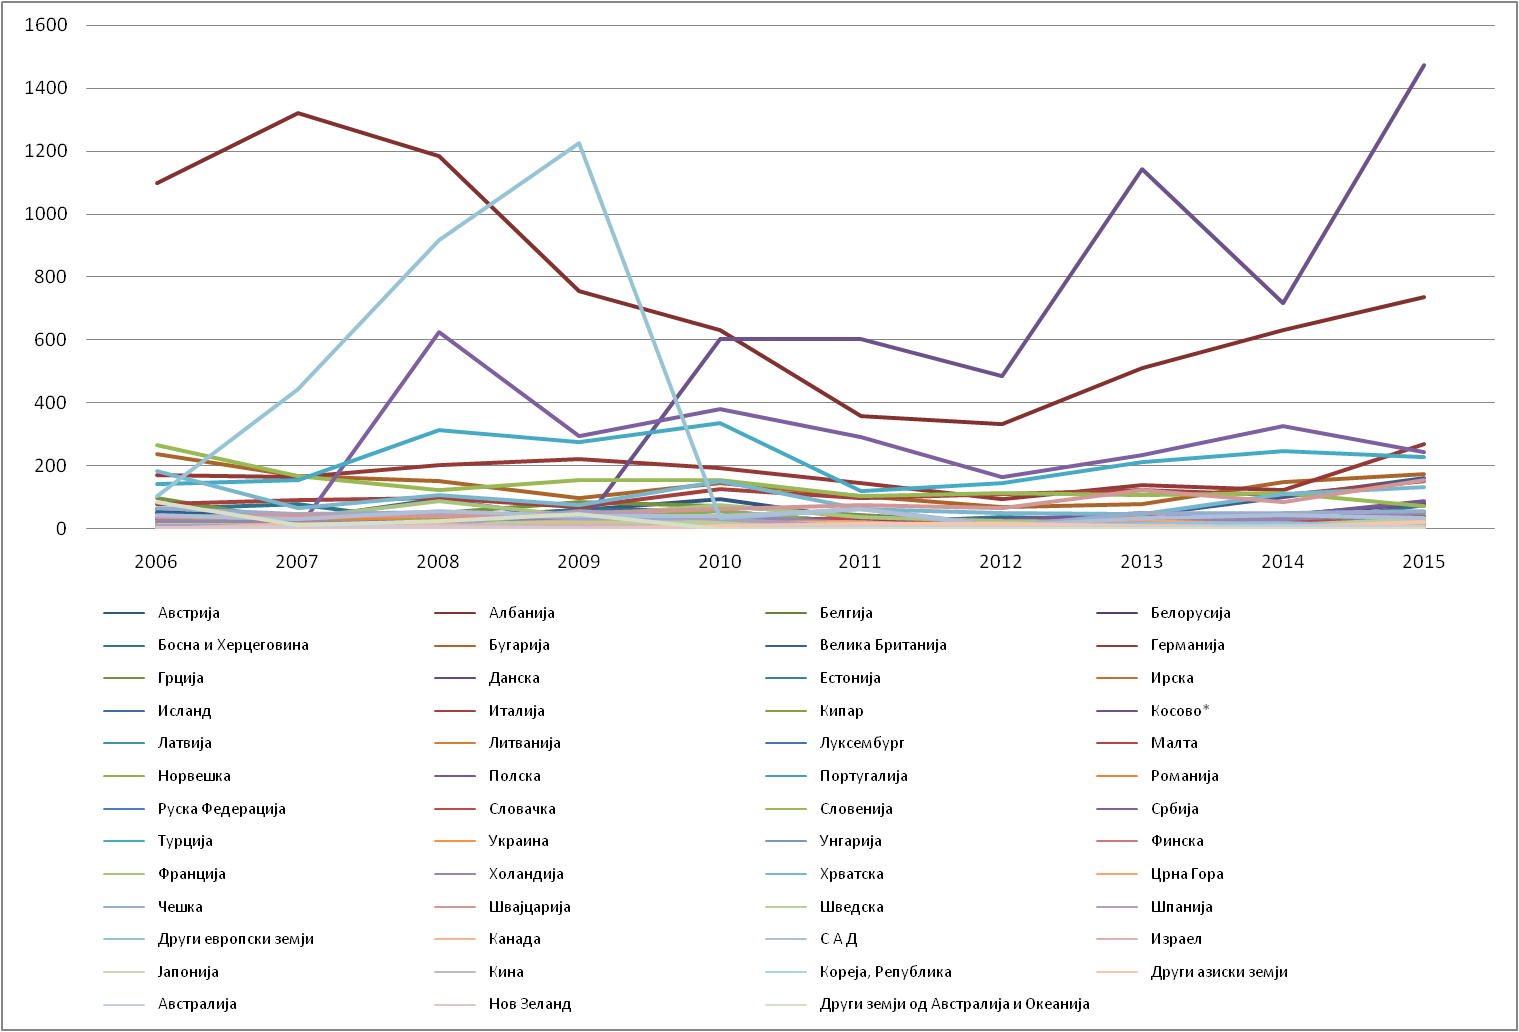 1600
1400
1200
1000
800
600
400
200
0
2006 2007 2008 2009 2010 2011 2012 2013 2014 2015
Австрија Албанија Белгија Белорусија
Босна и Херцеговина Бугарија Велика Британија Германија
Грција Данска Естонија Ирска
Исланд Италија Кипар Косово*
Латвија Литванија Луксембург Малта
Норвешка Полска Португалија Романија
Руска Федерација Словачка Словенија Србија
Турција Украина Унгарија Финска
Франција Холандија Хрватска Црна Гора
Чешка Швајцарија Шведска Шпанија
Други европски земји Канада С А Д Израел
Јапонија Кина Кореја, Република Други азиски земји
Австралија Нов Зеланд Други земји од Австралија и Океанија